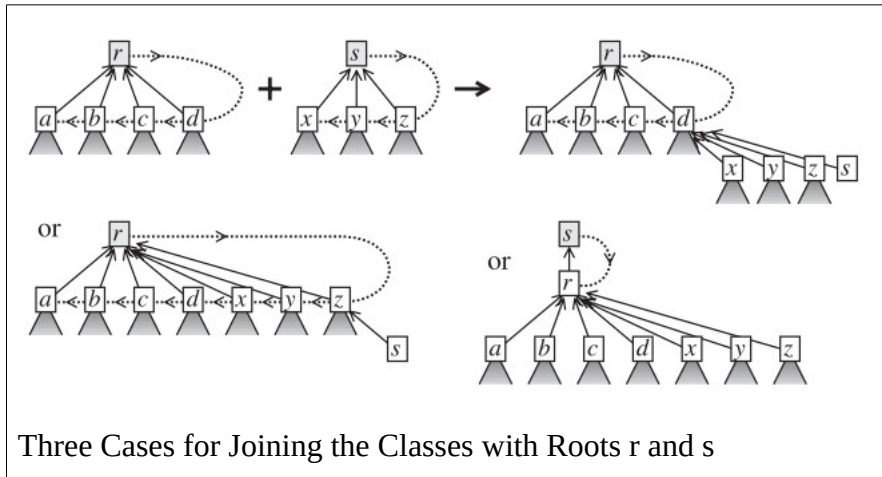 r s r
+ →
a b c d x y z a b c d
x y z s
or r s
or
r
a b c d x y z
s a b c d x y z
Three Cases for Joining the Classes with Roots r and s